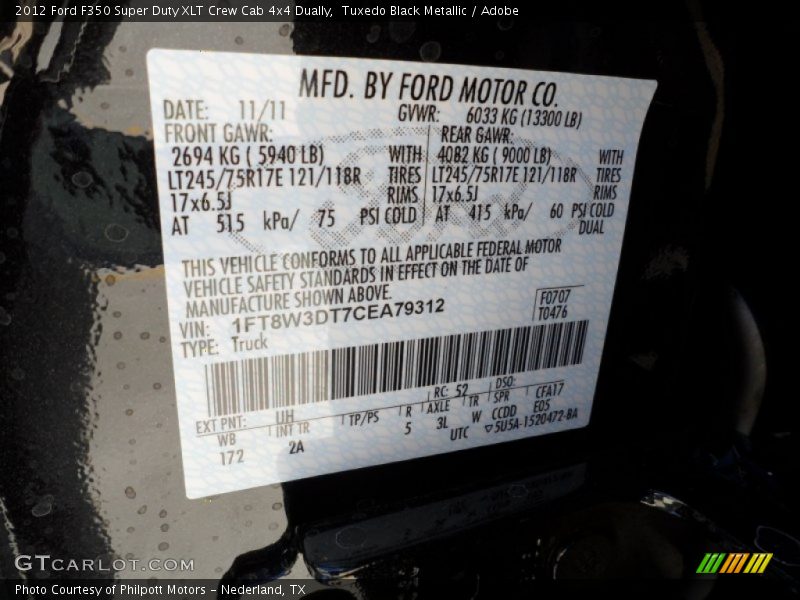 2012 Ford F350 Super Duty XLT Crew Cab 4x4 Dually,  Tuxedo Black Metallic / Adobe
MFD. BY FORD MOTOR CO.
DATE: 11/11 GVWR: 6033 KG (13300 LB)
FRONT GAWR: REAR GAWR:
2694 KG ( 5940 LB) WITH 4082 KG ( 9000 LB) WITH
LT245/75R17E 121/118R TIRES LT245/75R17E 121/118R TIRES
17x6.5J RIMS 17x6.5J RIMS
AT 515 kPa/ 75 PSI COLD AT 415 kPa/ 60 PSI COLD
DUAL
THIS VEHICLE CONFORMS TO ALL APPLICABLE FEDERAL MOTOR
VEHICLE SAFETY STANDARDS IN EFFECT ON THE DATE OF
MANUFACTURE SHOWN ABOVE.
VIN: 1FT8W3DT7CEA79312 F0707
TYPE: Truck T0476
EXT PNT: UH RC: 52 DSO:
WB INT TR TP/PS R AXLE TR SPR CFA17
172 2A 5 3L W CCDD E05
UTC ▽5U5A-1520472-BA
GTCARLOT.COM
Photo Courtesy of Philpott Motors – Nederland, TX